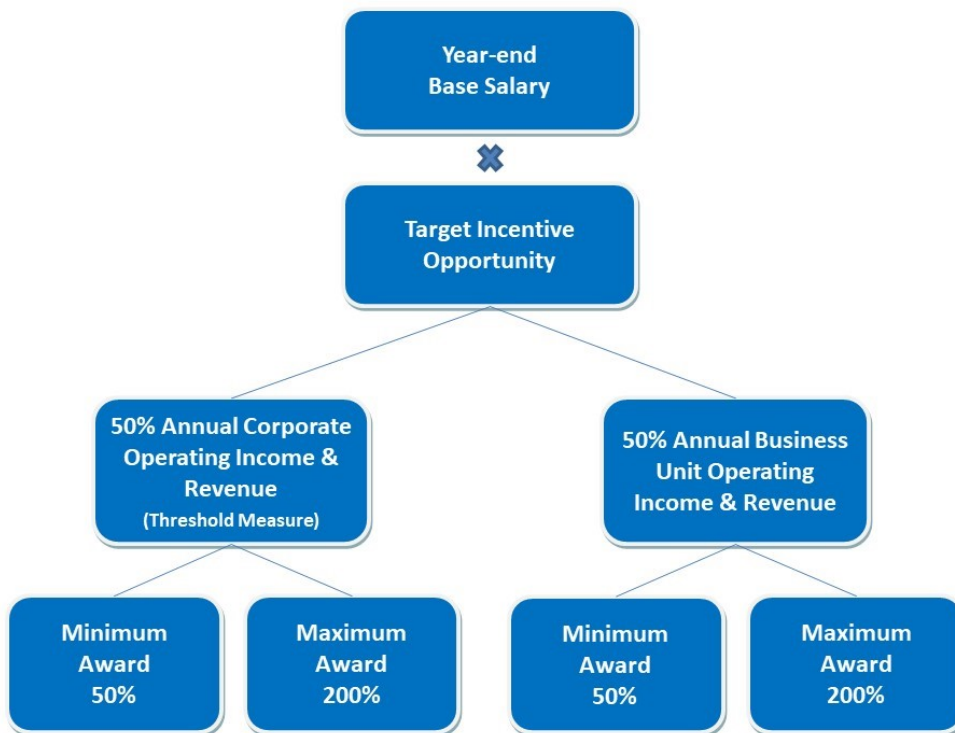 Year-end
Base Salary
Target Incentive
Opportunity
50% Annual Corporate
Operating Income &
Revenue
(Threshold Measure)
50% Annual Business
Unit Operating
Income & Revenue
Minimum
Award
50%
Maximum
Award
200%
Minimum
Award
50%
Maximum
Award
200%